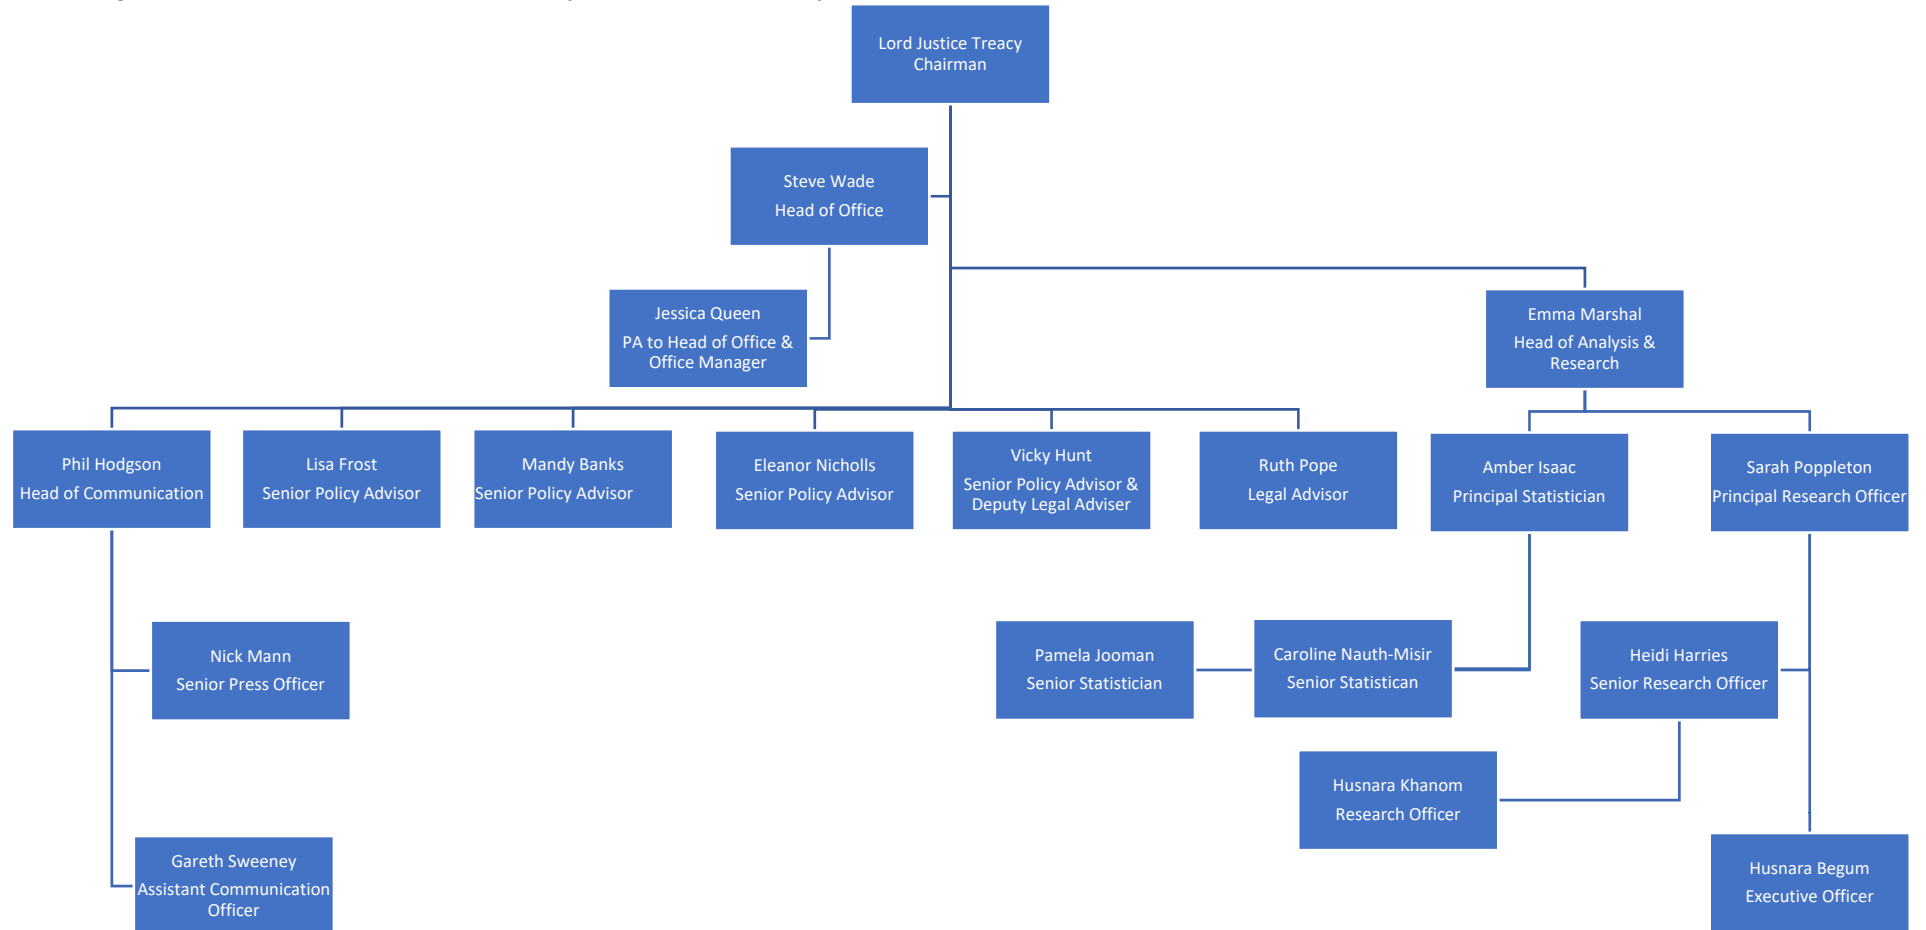 Lord Justice Treacy
Chairman
Steve Wade
Head of Office
Jessica Queen
PA to Head of Office &
Office Manager
Emma Marshal
Head of Analysis &
Research
Phil Hodgson
Head of Communication
Lisa Frost
Senior Policy Advisor
Mandy Banks
Senior Policy Advisor
Eleanor Nicholls
Senior Policy Advisor
Vicky Hunt
Senior Policy Advisor &
Deputy Legal Adviser
Ruth Pope
Legal Advisor
Amber Isaac
Principal Statistician
Sarah Poppleton
Principal Research Officer
Nick Mann
Senior Press Officer
Pamela Jooman
Senior Statistician
Caroline Nauth-Misir
Senior Statistican
Heidi Harries
Senior Research Officer
Husnara Khanom
Research Officer
Gareth Sweeney
Assistant Communication
Officer
Husnara Begum
Executive Officer